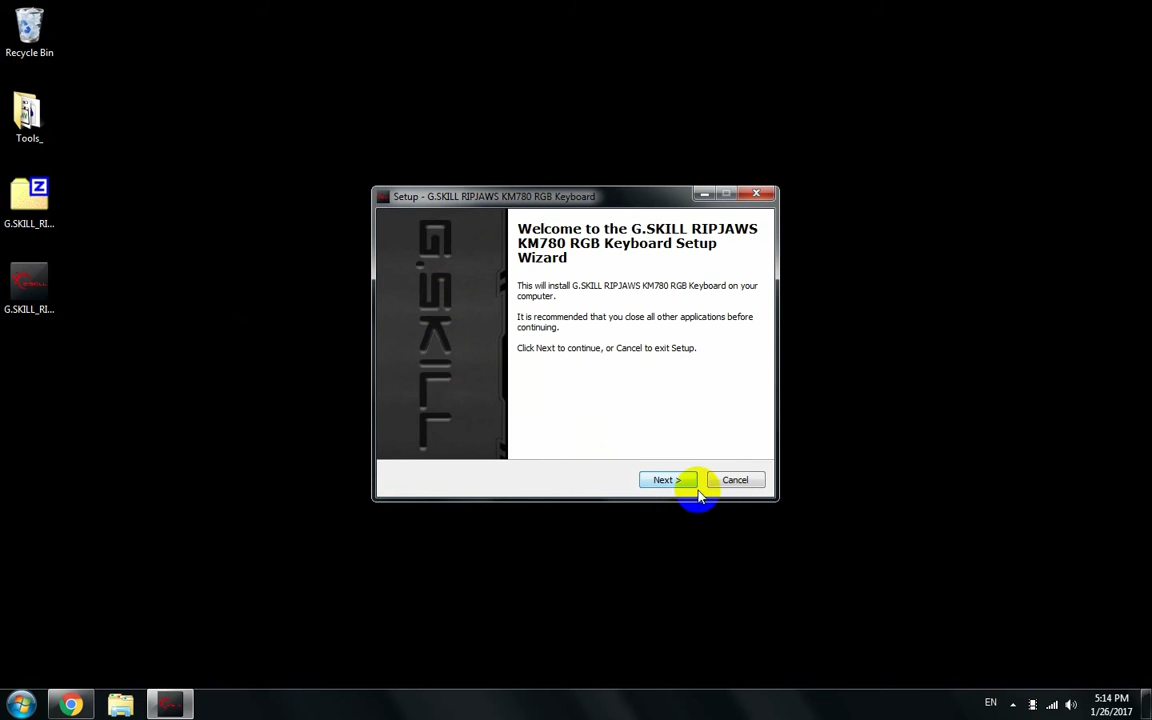 Recycle Bin
Tools_
G.SKILL_RI...
G.SKILL_RI...
Setup - G.SKILL RIPJAWS KM780 RGB Keyboard
G.SKILL
Welcome to the G.SKILL RIPJAWS
KM780 RGB Keyboard Setup
Wizard
This will install G.SKILL RIPJAWS KM780 RGB Keyboard on your
computer.
It is recommended that you close all other applications before
continuing.
Click Next to continue, or Cancel to exit Setup.
Next >
Cancel
EN
5:14 PM
1/26/2017